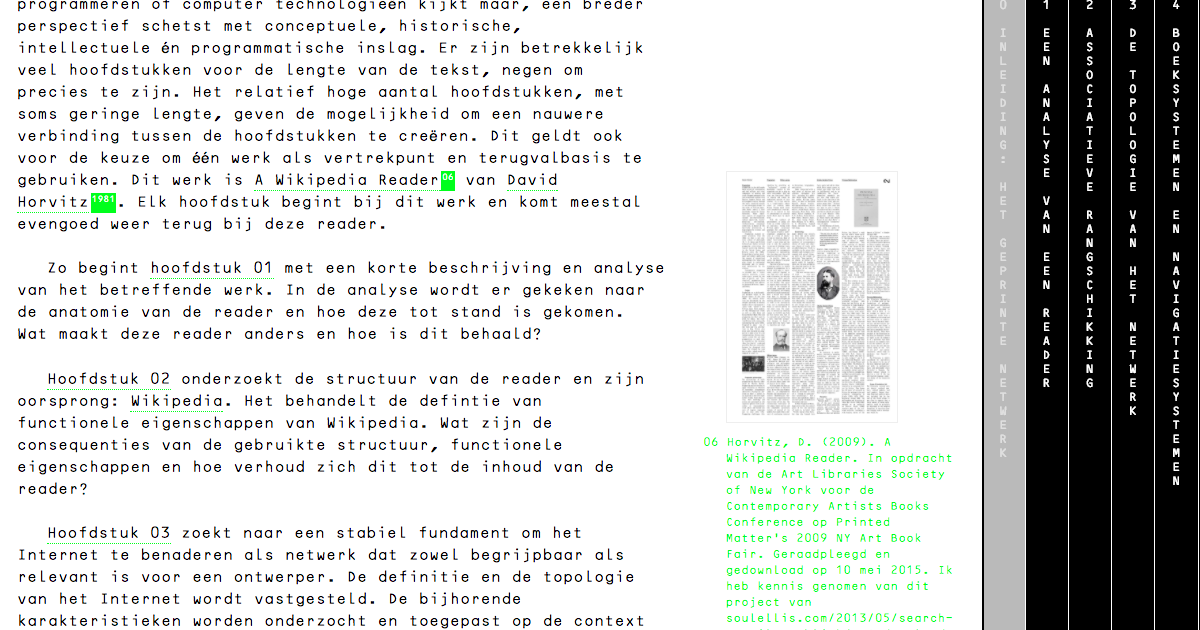 programmeren of computer technologieën kijkt maar, een breder
perspectief schetst met conceptuele, historische,
intellectuele én programmatische inslag. Er zijn betrekkelijk
veel hoofdstukken voor de lengte van de tekst, negen om
precies te zijn. Het relatief hoge aantal hoofdstukken, met
soms geringe lengte, geven de mogelijkheid om een nauwere
verbinding tussen de hoofdstukken te creëren. Dit geldt ook
voor de keuze om één werk als vertrekpunt en terugvalbasis te
gebruiken. Dit werk is A Wikipedia Reader06 van David
Horvitz1981. Elk hoofdstuk begint bij dit werk en komt meestal
evengoed weer terug bij deze reader.
Zo begint hoofdstuk 01 met een korte beschrijving en analyse
van het betreffende werk. In de analyse wordt er gekeken naar
de anatomie van de reader en hoe deze tot stand is gekomen.
Wat maakt deze reader anders en hoe is dit behaald?
Hoofdstuk 02 onderzoekt de structuur van de reader en zijn
oorsprong: Wikipedia. Het behandelt de defintie van
functionele eigenschappen van Wikipedia. Wat zijn de
consequenties van de gebruikte structuur, functionele
eigenschappen en hoe verhoud zich dit tot de inhoud van de
reader?
Hoofdstuk 03 zoekt naar een stabiel fundament om het
Internet te benaderen als netwerk dat zowel begrijpbaar als
relevant is voor een ontwerper. De definitie en de topologie
van het Internet wordt vastgesteld. De bijhorende
karakteristieken worden onderzocht en toegepast op de context
06 Horvitz, D. (2009). A
Wikipedia Reader. In opdracht
van de Art Libraries Society
of New York voor de
Contemporary Artists Books
Conference op Printed
Matter's 2009 NY Art Book
Fair. Geraadpleegd en
gedownload op 10 mei 2015. Ik
heb kennis genomen van dit
project van
soulellis.com/2013/05/search-
0 INLEIDING: HET GEPRINTE NETWERK
1 EEN ANALYSE VAN EEN READER
2 ASSOCIATIEVE RANGSCHIKKING
3 DE TOPOLOGIE VAN HET NETWERK
4 BOEKSYSTEMEN EN NAVIGATIESYSTEMEN